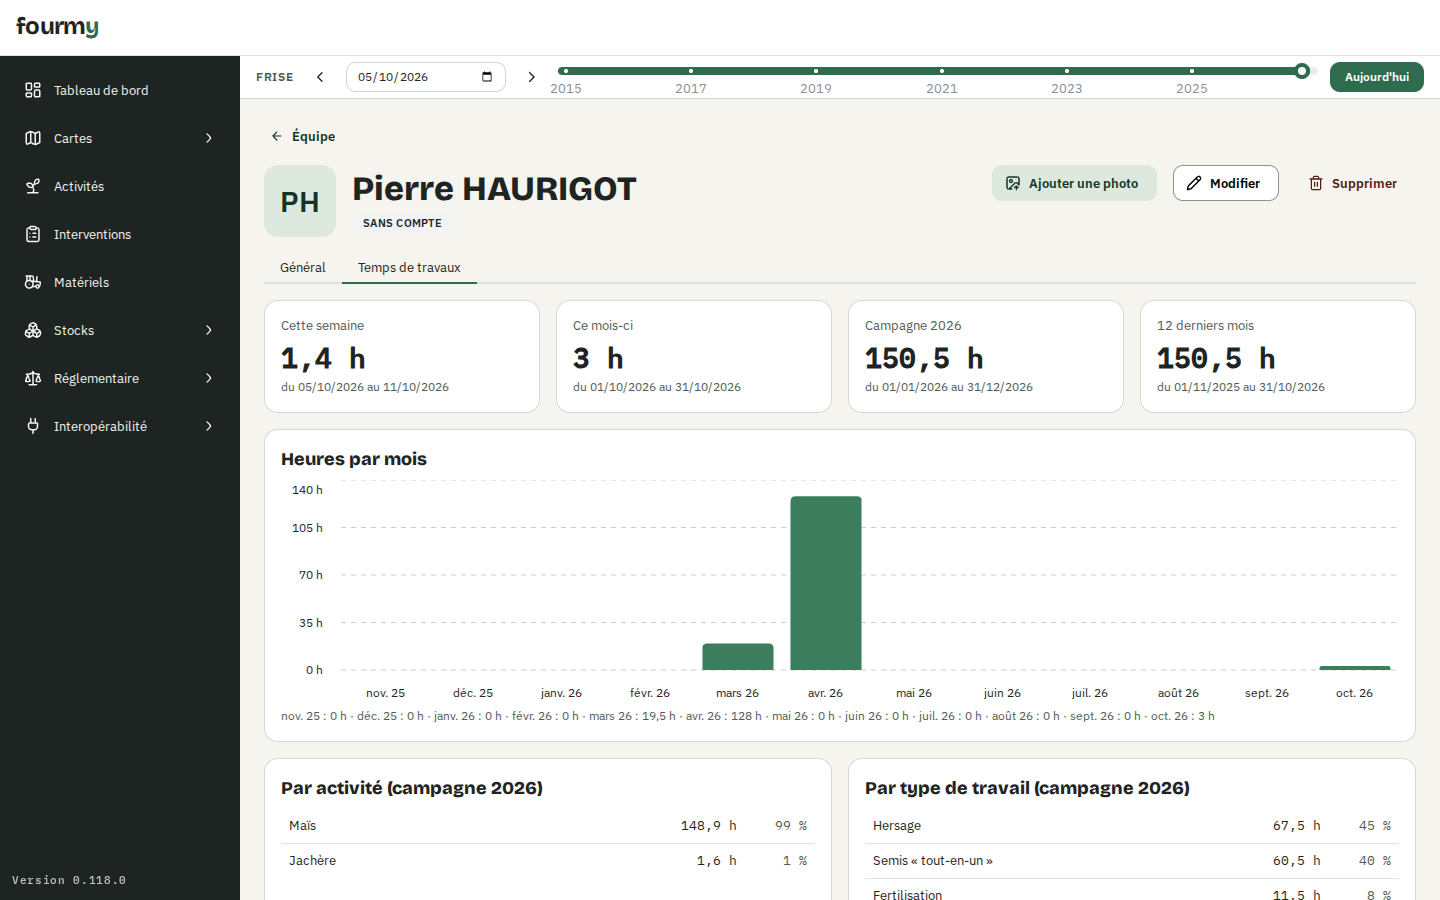 fourmy
FRISE
05/10/2026
2015 2017 2019 2021 2023 2025
Aujourd'hui
Tableau de bord
Cartes
Activités
Interventions
Matériels
Stocks
Réglementaire
Interopérabilité
Version 0.118.0
Équipe
PH
Pierre HAURIGOT
SANS COMPTE
Ajouter une photo
Modifier
Supprimer
Général
Temps de travaux
Cette semaine
1,4 h
du 05/10/2026 au 11/10/2026
Ce mois-ci
3 h
du 01/10/2026 au 31/10/2026
Campagne 2026
150,5 h
du 01/01/2026 au 31/12/2026
12 derniers mois
150,5 h
du 01/11/2025 au 31/10/2026
Heures par mois
140 h
105 h
70 h
35 h
0 h
nov. 25 déc. 25 janv. 26 févr. 26 mars 26 avr. 26 mai 26 juin 26 juil. 26 août 26 sept. 26 oct. 26
nov. 25 : 0 h · déc. 25 : 0 h · janv. 26 : 0 h · févr. 26 : 0 h · mars 26 : 19,5 h · avr. 26 : 128 h · mai 26 : 0 h · juin 26 : 0 h · juil. 26 : 0 h · août 26 : 0 h · sept. 26 : 0 h · oct. 26 : 3 h
Par activité (campagne 2026)
Maïs 148,9 h 99 %
Jachère 1,6 h 1 %
Par type de travail (campagne 2026)
Hersage 67,5 h 45 %
Semis « tout-en-un » 60,5 h 40 %
Fertilisation 11,5 h 8 %